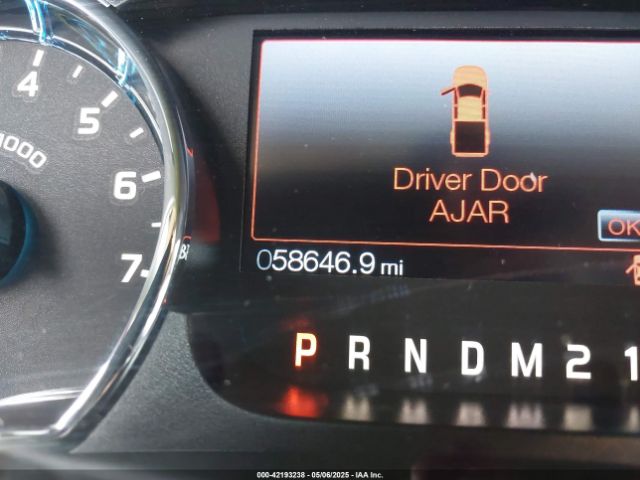 4
5
6
7
1000
Driver Door
AJAR
OK
058646.9 mi
P R N D M 2 1
000-42193238 - 05/06/2025 - IAA Inc.